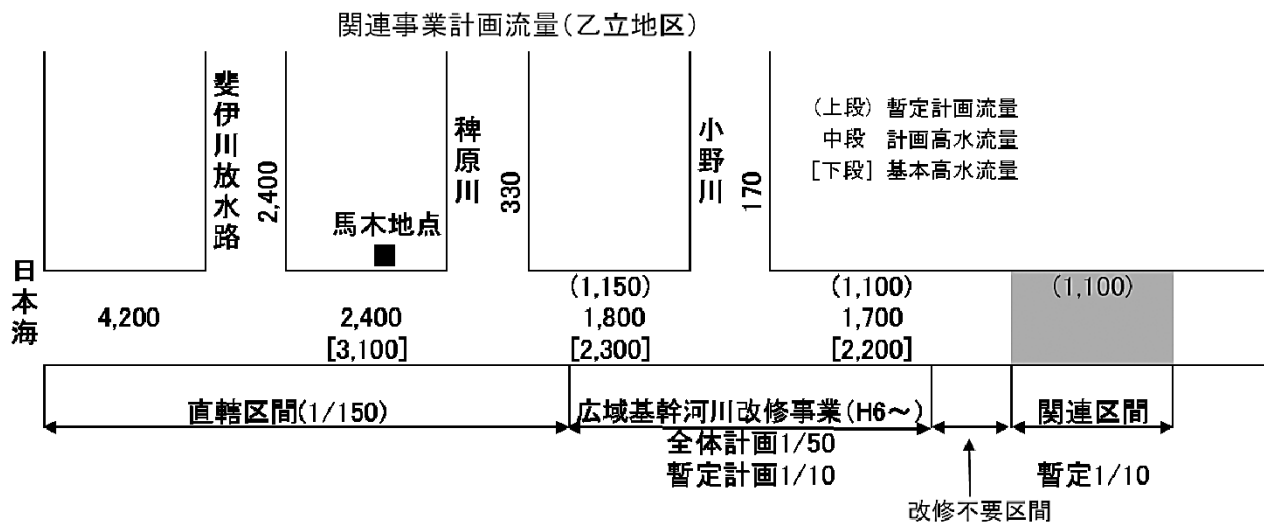 関連事業計画流量(乙立地区)
斐伊川放水路
2,400
稗原川
330
小野川
170
(上段) 暫定計画流量
中段 計画高水流量
[下段] 基本高水流量
馬木地点
日本海
4,200
2,400
[3,100]
(1,150)
1,800
[2,300]
(1,100)
1,700
[2,200]
(1,100)
直轄区間(1/150)
広域基幹河川改修事業(H6~)
全体計画1/50
暫定計画1/10
関連区間
暫定1/10
改修不要区間